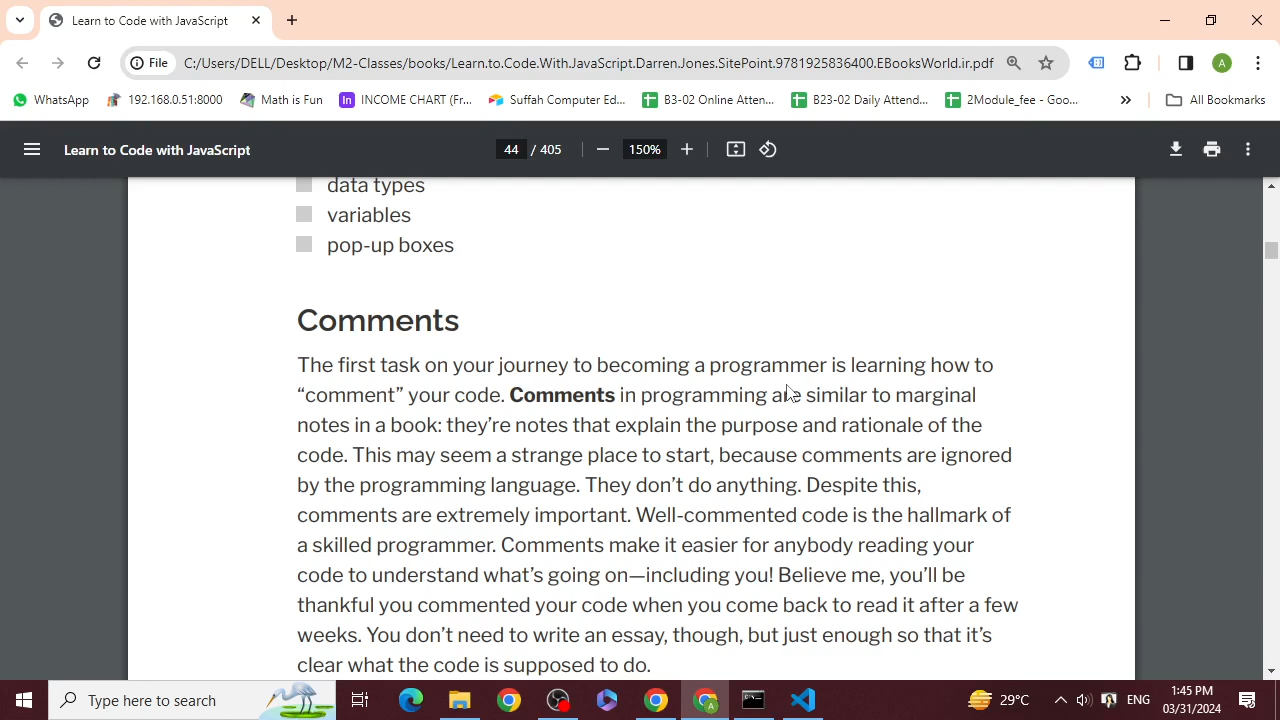 Learn to Code with JavaScript
File
C:/Users/DELL/Desktop/M2-Classes/books/Learn.to.Code.With.JavaScript.Darren.Jones.SitePoint.9781925836400.EBooksWorld.ir.pdf
A
WhatsApp
192.168.0.51:8000
Math is Fun
In INCOME CHART (Fr...
Suffah Computer Ed...
B3-02 Online Atten...
B23-02 Daily Attend...
2Module_fee - Goo...
»
All Bookmarks
Learn to Code with JavaScript
44 / 405
150%
data types
variables
pop-up boxes
Comments
The first task on your journey to becoming a programmer is learning how to
“comment” your code. Comments in programming are similar to marginal
notes in a book: they’re notes that explain the purpose and rationale of the
code. This may seem a strange place to start, because comments are ignored
by the programming language. They don’t do anything. Despite this,
comments are extremely important. Well-commented code is the hallmark of
a skilled programmer. Comments make it easier for anybody reading your
code to understand what’s going on—including you! Believe me, you’ll be
thankful you commented your code when you come back to read it after a few
weeks. You don’t need to write an essay, though, but just enough so that it’s
clear what the code is supposed to do.
Type here to search
A
29°C
ENG
1:45 PM
03/31/2024